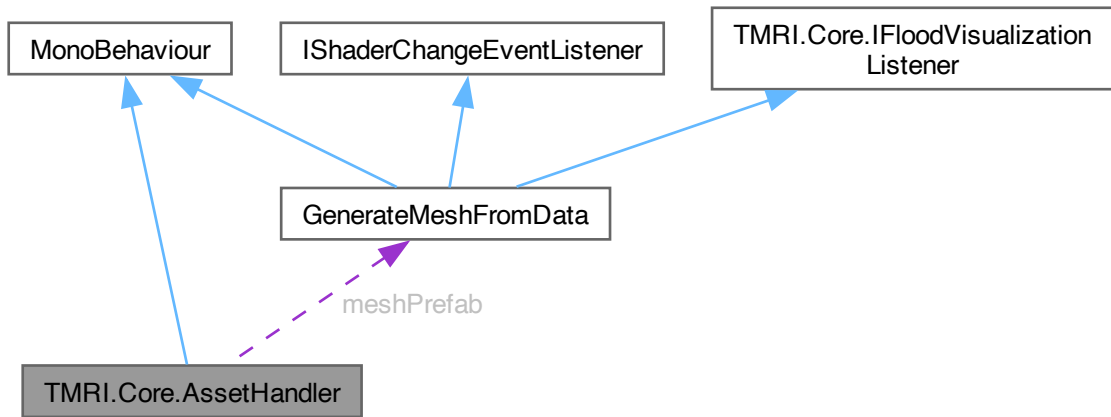 MonoBehaviour
IShaderChangeEventListener
TMRI.Core.IFloodVisualization
Listener
GenerateMeshFromData
meshPrefab
TMRI.Core.AssetHandler